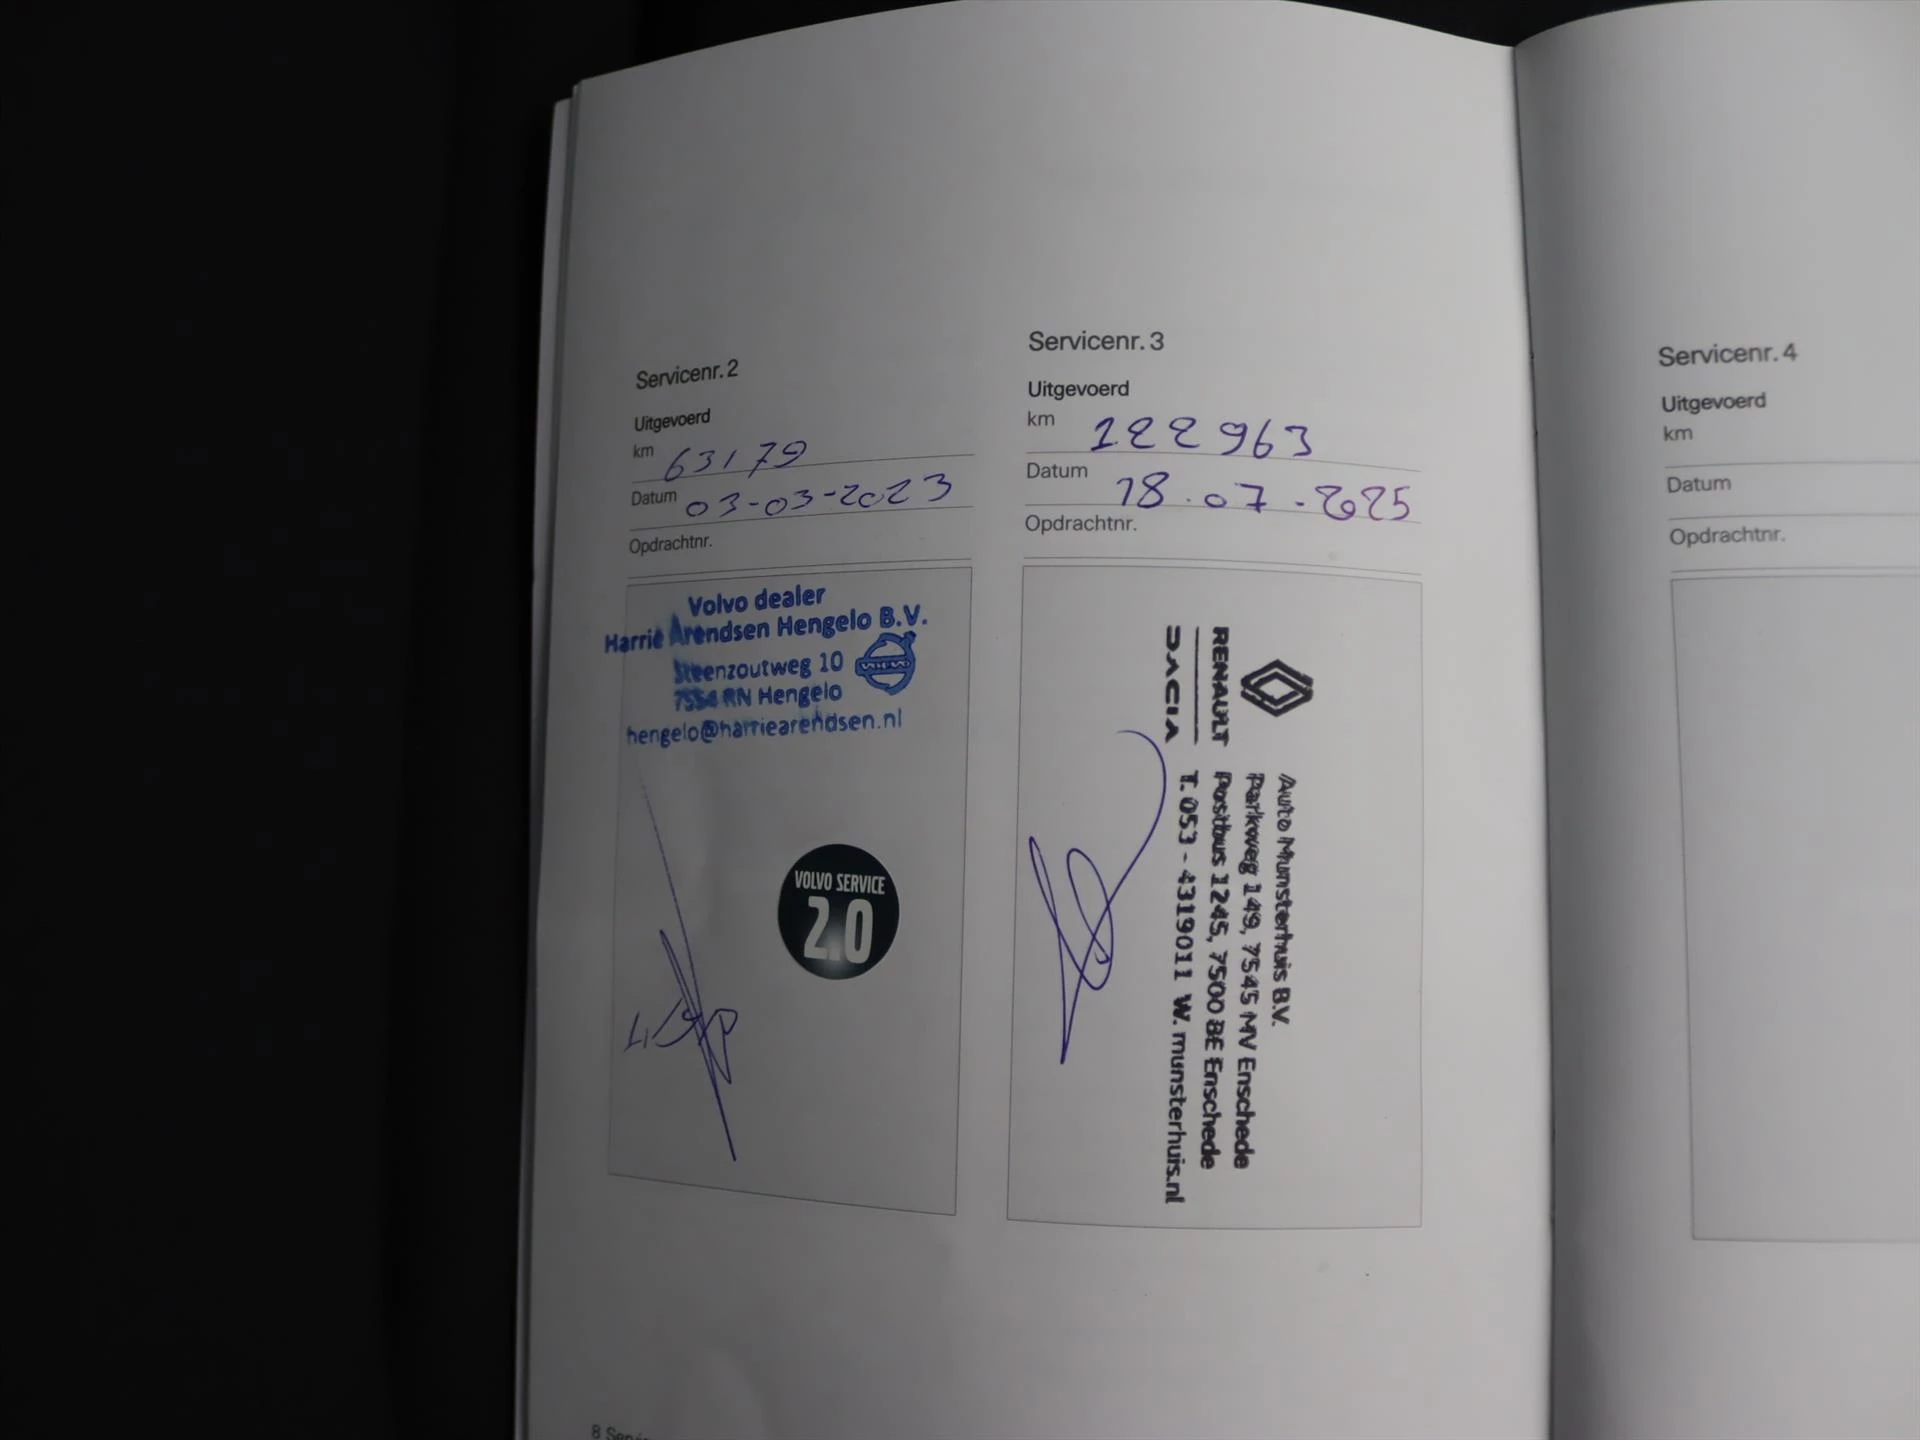 Servicenr. 2
Uitgevoerd
km 63179
Datum 03-03-2023
Opdrachtnr.
Volvo dealer
Harrie Arendsen Hengelo B.V.
Steenzoutweg 10
VOLVO
7554 RN Hengelo
hengelo@harriearendsen.nl
VOLVO SERVICE
2.0
Servicenr. 3
Uitgevoerd
km 122963
Datum 18.07.2025
Opdrachtnr.
Auto Munsterhuis B.V.
Parkweg 149, 7545 MV Enschede
RENAULT Postbus 1245, 7500 BE Enschede
DACIA T. 053 - 4319011 W. munsterhuis.nl
Servicenr. 4
Uitgevoerd
km
Datum
Opdrachtnr.
8